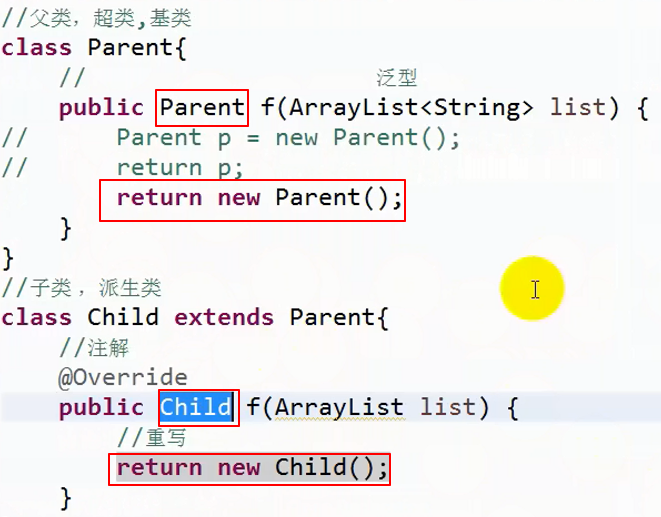 //父类，超类,基类
class Parent{
// 泛型
public Parent f(ArrayList<String> list) {
// Parent p = new Parent();
// return p;
return new Parent();
}
}
//子类，派生类
class Child extends Parent{
//注解
@Override
public Child f(ArrayList list) {
//重写
return new Child();
}